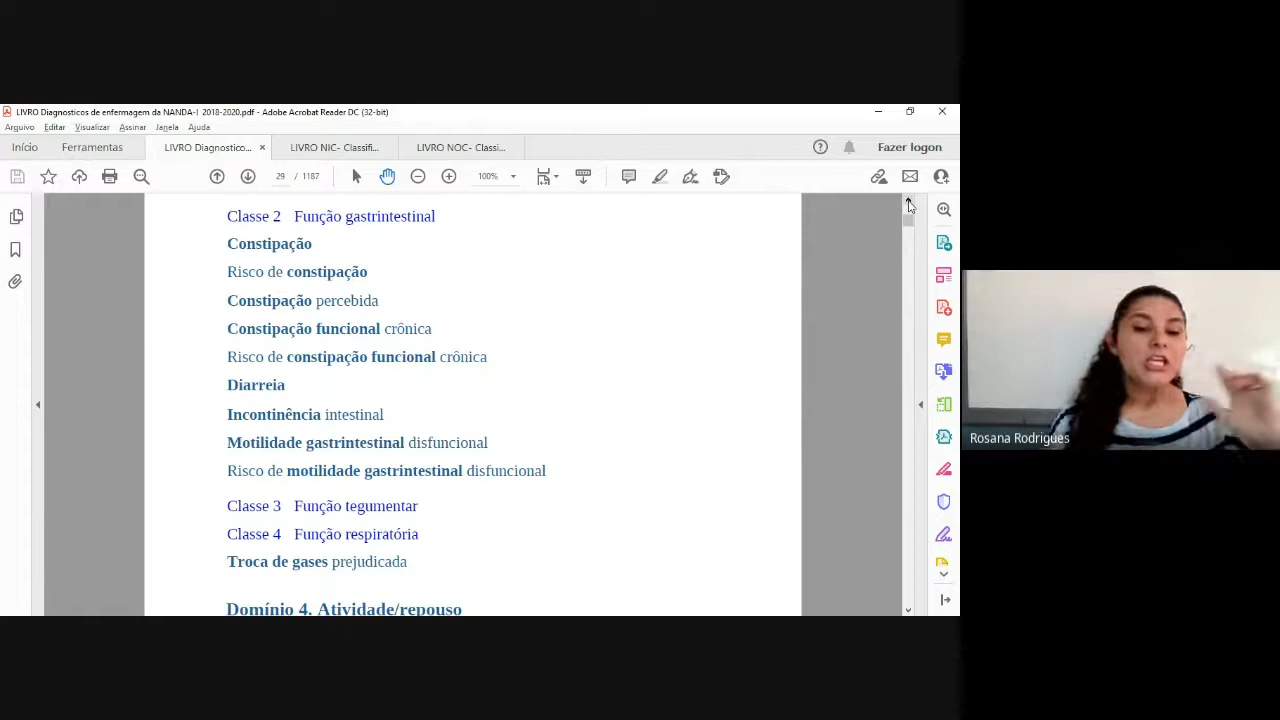 LIVRO Diagnosticos de enfermagem da NANDA-I 2018-2020.pdf - Adobe Acrobat Reader DC (32-bit)
Arquivo Editar Visualizar Assinar Janela Ajuda
Início Ferramentas LIVRO Diagnostico... × LIVRO NIC- Classifi... LIVRO NOC- Classi... Fazer logon
29 / 1187 100%
Classe 2 Função gastrintestinal
Constipação
Risco de constipação
Constipação percebida
Constipação funcional crônica
Risco de constipação funcional crônica
Diarreia
Incontinência intestinal
Motilidade gastrintestinal disfuncional
Risco de motilidade gastrintestinal disfuncional
Classe 3 Função tegumentar
Classe 4 Função respiratória
Troca de gases prejudicada
Domínio 4. Atividade/repouso
Rosana Rodrigues